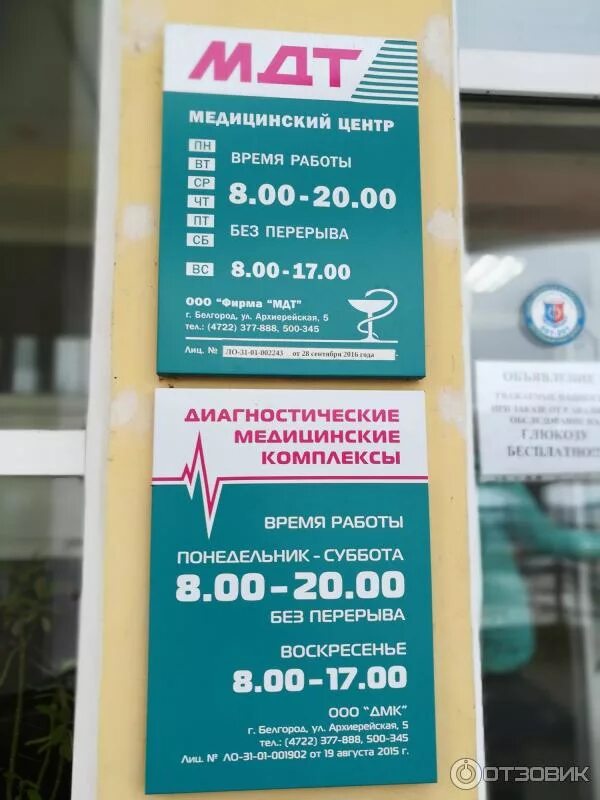 МДТ
МЕДИЦИНСКИЙ ЦЕНТР
ПН
ВТ
СР
ЧТ
ПТ
СБ
ВРЕМЯ РАБОТЫ
8.00-20.00
БЕЗ ПЕРЕРЫВА
ВС 8.00-17.00
ООО "Фирма "МДТ"
г. Белгород, ул. Архиерейская, 5
тел.: (4722) 377-888, 500-345
Лиц. № ЛО-31-01-002243 от 28 сентября 2016 года
ДИАГНОСТИЧЕСКИЕ
МЕДИЦИНСКИЕ
КОМПЛЕКСЫ
ВРЕМЯ РАБОТЫ
ПОНЕДЕЛЬНИК - СУББОТА
8.00-20.00
БЕЗ ПЕРЕРЫВА
ВОСКРЕСЕНЬЕ
8.00-17.00
ООО "ДМК"
г. Белгород, ул. Архиерейская, 5
тел.: (4722) 377-888, 500-345
Лиц. № ЛО-31-01-001902 от 19 августа 2015 г.
ОБЪЯВЛЕНИЕ
ГЛЮКОЗУ
БЕСПЛАТНО!
ОТЗОВИК